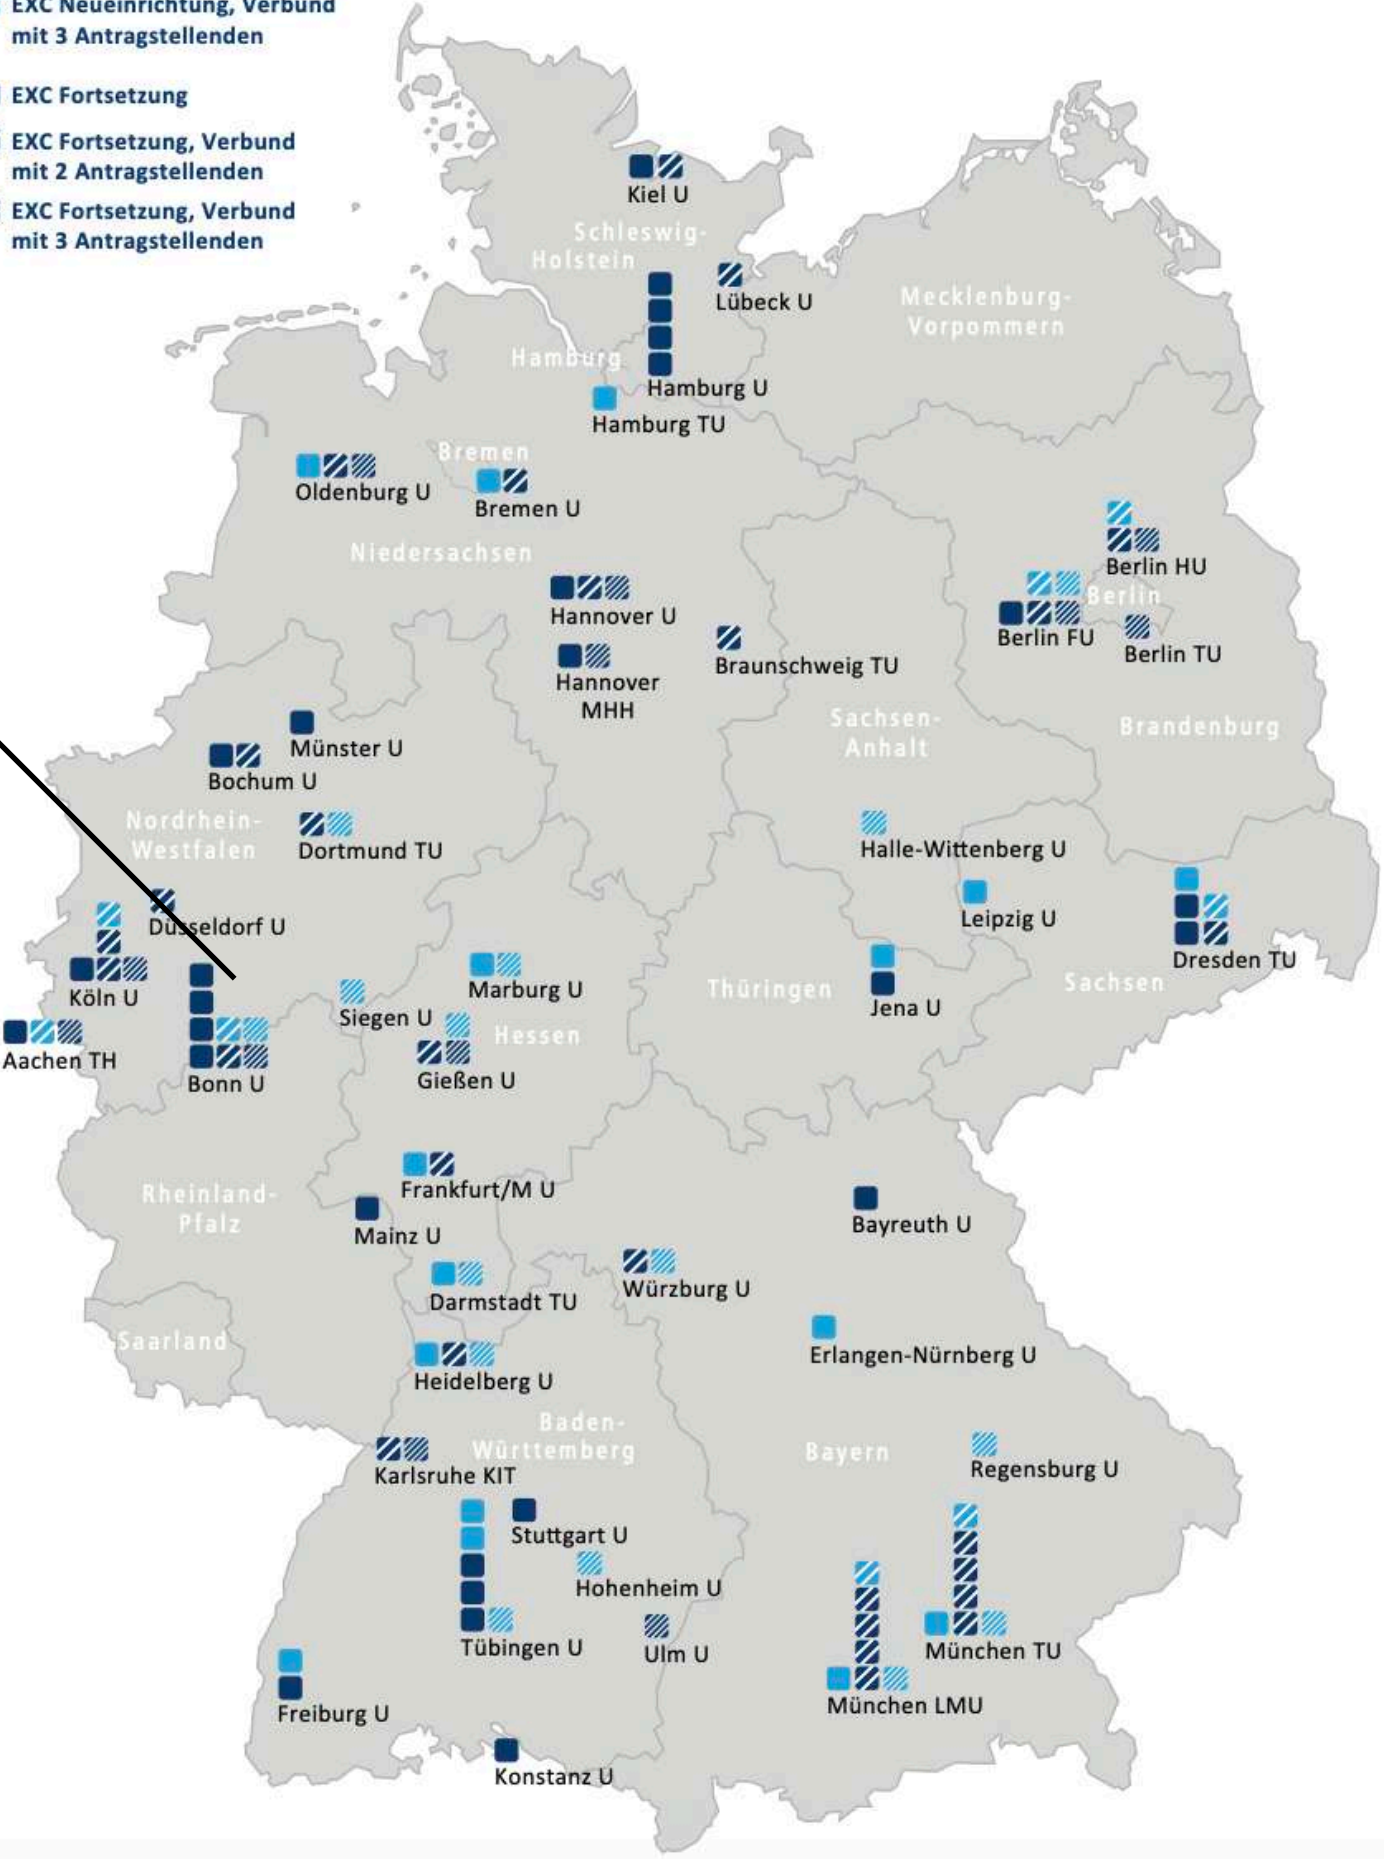 EXC Neueinrichtung, Verbund
mit 3 Antragstellenden
EXC Fortsetzung
EXC Fortsetzung, Verbund
mit 2 Antragstellenden
EXC Fortsetzung, Verbund
mit 3 Antragstellenden
Kiel U
Schleswig-
Holstein
Lübeck U
Mecklenburg-
Vorpommern
Hamburg
Hamburg U
Hamburg TU
Bremen
Oldenburg U
Bremen U
Niedersachsen
Berlin HU
Berlin
Hannover U
Berlin FU
Berlin TU
Braunschweig TU
Hannover
MHH
Sachsen-
Anhalt
Brandenburg
Münster U
Bochum U
Nordrhein-
Westfalen
Dortmund TU
Halle-Wittenberg U
Düsseldorf U
Leipzig U
Dresden TU
Köln U
Marburg U
Thüringen
Sachsen
Jena U
Siegen U
Hessen
Aachen TH
Bonn U
Gießen U
Frankfurt/M U
Rheinland-
Pfalz
Mainz U
Bayreuth U
Würzburg U
Darmstadt TU
Saarland
Erlangen-Nürnberg U
Heidelberg U
Baden-
Württemberg
Bayern
Karlsruhe KIT
Regensburg U
Stuttgart U
Hohenheim U
Tübingen U
Ulm U
München TU
München LMU
Freiburg U
Konstanz U